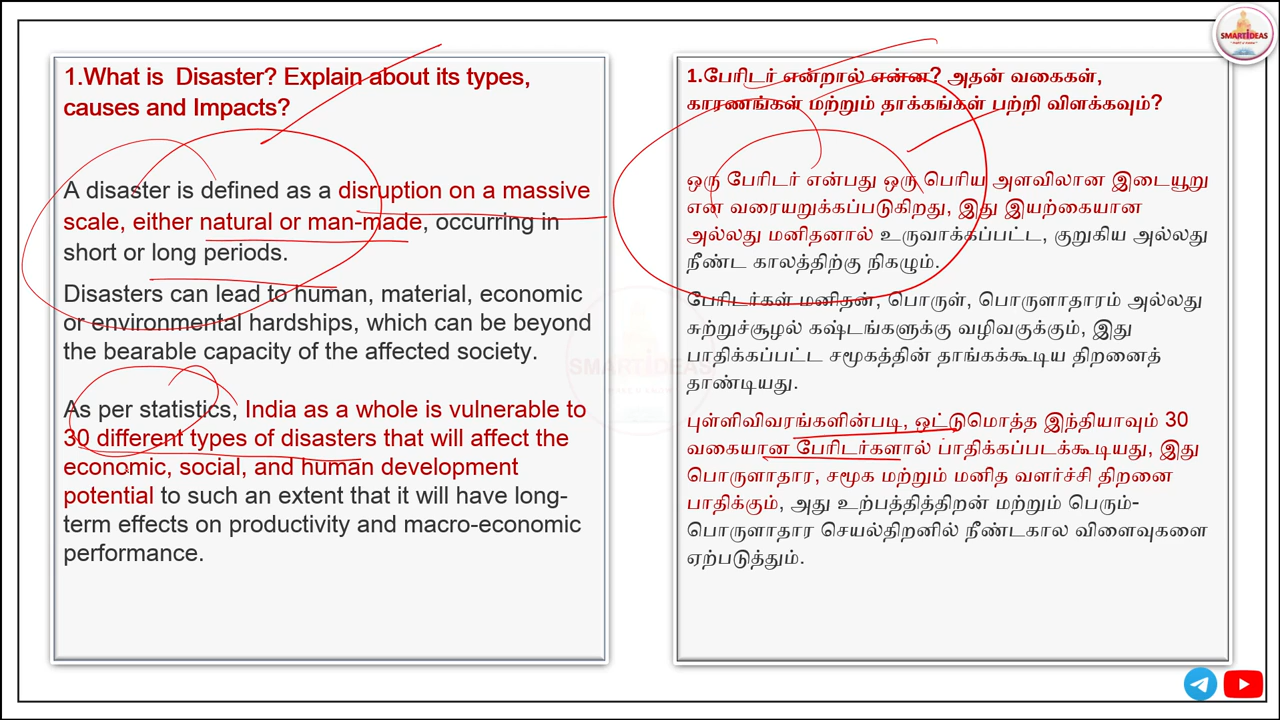 SMARTIDEAS
1.What is Disaster? Explain about its types,
causes and Impacts?
A disaster is defined as a disruption on a massive
scale, either natural or man-made, occurring in
short or long periods.
Disasters can lead to human, material, economic
or environmental hardships, which can be beyond
the bearable capacity of the affected society.
As per statistics, India as a whole is vulnerable to
30 different types of disasters that will affect the
economic, social, and human development
potential to such an extent that it will have long-
term effects on productivity and macro-economic
performance.
1.பேரிடர் என்றால் என்ன? அதன் வகைகள்,
காரணங்கள் மற்றும் தாக்கங்கள் பற்றி விளக்கவும்?
ஒரு பேரிடர் என்பது ஒரு பெரிய அளவிலான இடையூறு
என வரையறுக்கப்படுகிறது, இது இயற்கையான
அல்லது மனிதனால் உருவாக்கப்பட்ட, குறுகிய அல்லது
நீண்ட காலத்திற்கு நிகழும்.
பேரிடர்கள் மனிதன், பொருள், பொருளாதாரம் அல்லது
சுற்றுச்சூழல் கஷ்டங்களுக்கு வழிவகுக்கும், இது
பாதிக்கப்பட்ட சமூகத்தின் தாங்கக்கூடிய திறனைத்
தாண்டியது.
புள்ளிவிவரங்களின்படி, ஒட்டுமொத்த இந்தியாவும் 30
வகையான பேரிடர்களால் பாதிக்கப்படக்கூடியது, இது
பொருளாதார, சமூக மற்றும் மனித வளர்ச்சி திறனை
பாதிக்கும், அது உற்பத்தித்திறன் மற்றும் பெரும்-
பொருளாதார செயல்திறனில் நீண்டகால விளைவுகளை
ஏற்படுத்தும்.
SMARTIDEAS